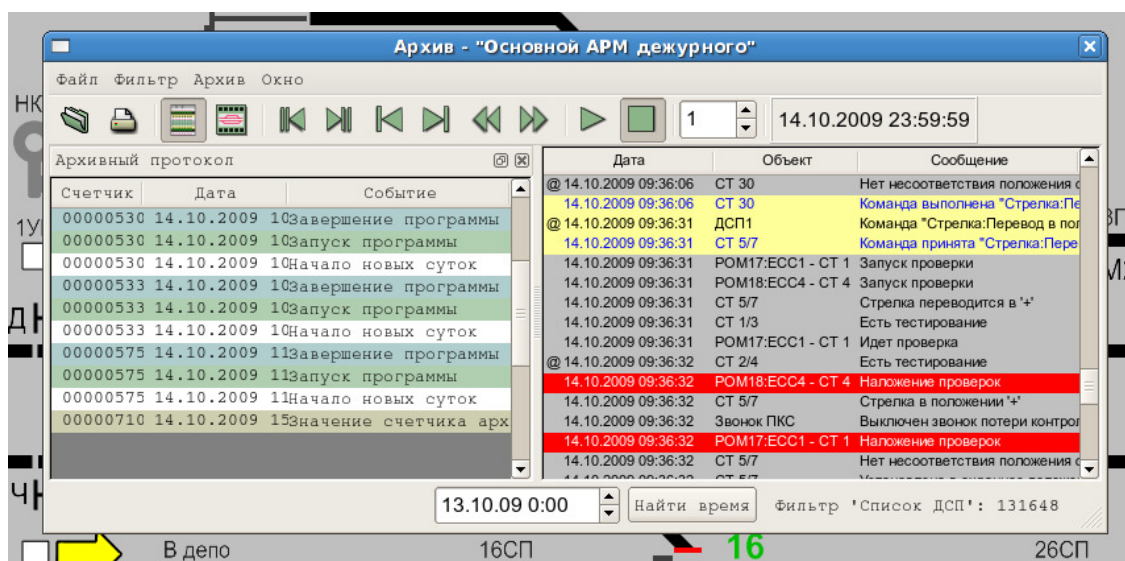 Архив - "Основной АРМ дежурного"
Файл Фильтр Архив Окно
НК
1 14.10.2009 23:59:59
Архивный протокол
Счетчик Дата Событие
00000530 14.10.2009 10Завершение программы
00000530 14.10.2009 10Запуск программы
00000530 14.10.2009 10Начало новых суток
00000533 14.10.2009 10Завершение программы
00000533 14.10.2009 10Запуск программы
00000533 14.10.2009 10Начало новых суток
00000575 14.10.2009 11Завершение программы
00000575 14.10.2009 11Запуск программы
00000575 14.10.2009 11Начало новых суток
00000710 14.10.2009 15Значение счетчика арх
Дата Объект Сообщение
@ 14.10.2009 09:36:06 СТ 30 Нет несоответствия положения с
14.10.2009 09:36:06 СТ 30 Команда выполнена "Стрелка:Пе
@ 14.10.2009 09:36:31 ДСП1 Команда "Стрелка:Перевод в пол
14.10.2009 09:36:31 СТ 5/7 Команда принята "Стрелка:Пере
14.10.2009 09:36:31 РОМ17:ECC1 - СТ 1 Запуск проверки
14.10.2009 09:36:31 РОМ18:ECC4 - СТ 4 Запуск проверки
14.10.2009 09:36:31 СТ 5/7 Стрелка переводится в '+'
14.10.2009 09:36:31 СТ 1/3 Есть тестирование
14.10.2009 09:36:31 РОМ17:ECC1 - СТ 1 Идет проверка
@ 14.10.2009 09:36:32 СТ 2/4 Есть тестирование
14.10.2009 09:36:32 РОМ18:ECC4 - СТ 4 Наложение проверок
14.10.2009 09:36:32 СТ 5/7 Стрелка в положении '+'
14.10.2009 09:36:32 Звонок ПКС Выключен звонок потери контрол
14.10.2009 09:36:32 РОМ17:ECC1 - СТ 1 Наложение проверок
14.10.2009 09:36:32 СТ 5/7 Нет несоответствия положения с
1У
Д
Ч
13.10.09 0:00 Найти время Фильтр 'Список ДСП': 131648
В депо 16СП 16 26СП